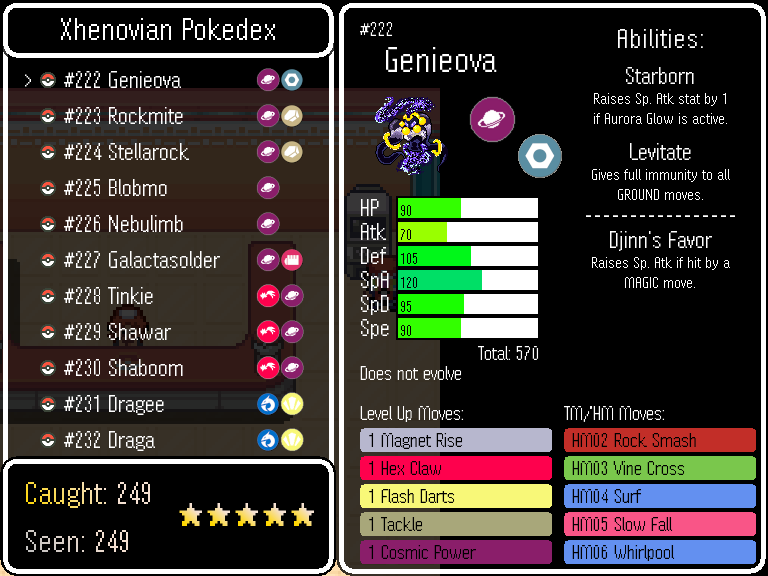 Xhenovian Pokedex
> #222 Genieova
#223 Rockmite
#224 Stellarock
#225 Blobmo
#226 Nebulimb
#227 Galactasolder
#228 Tinkie
#229 Shawar
#230 Shaboom
#231 Dragee
#232 Draga
Caught: 249
Seen: 249
#222
Genieova
HP 90
Atk 70
Def 105
SpA 120
SpD 95
Spe 90
Total: 570
Does not evolve
Abilities:
Starborn
Raises Sp. Atk stat by 1
if Aurora Glow is active.
Levitate
Gives full immunity to all
GROUND moves.
Djinn's Favor
Raises Sp. Atk if hit by a
MAGIC move.
Level Up Moves:
1 Magnet Rise
1 Hex Claw
1 Flash Darts
1 Tackle
1 Cosmic Power
TM/HM Moves:
HM02 Rock Smash
HM03 Vine Cross
HM04 Surf
HM05 Slow Fall
HM06 Whirlpool